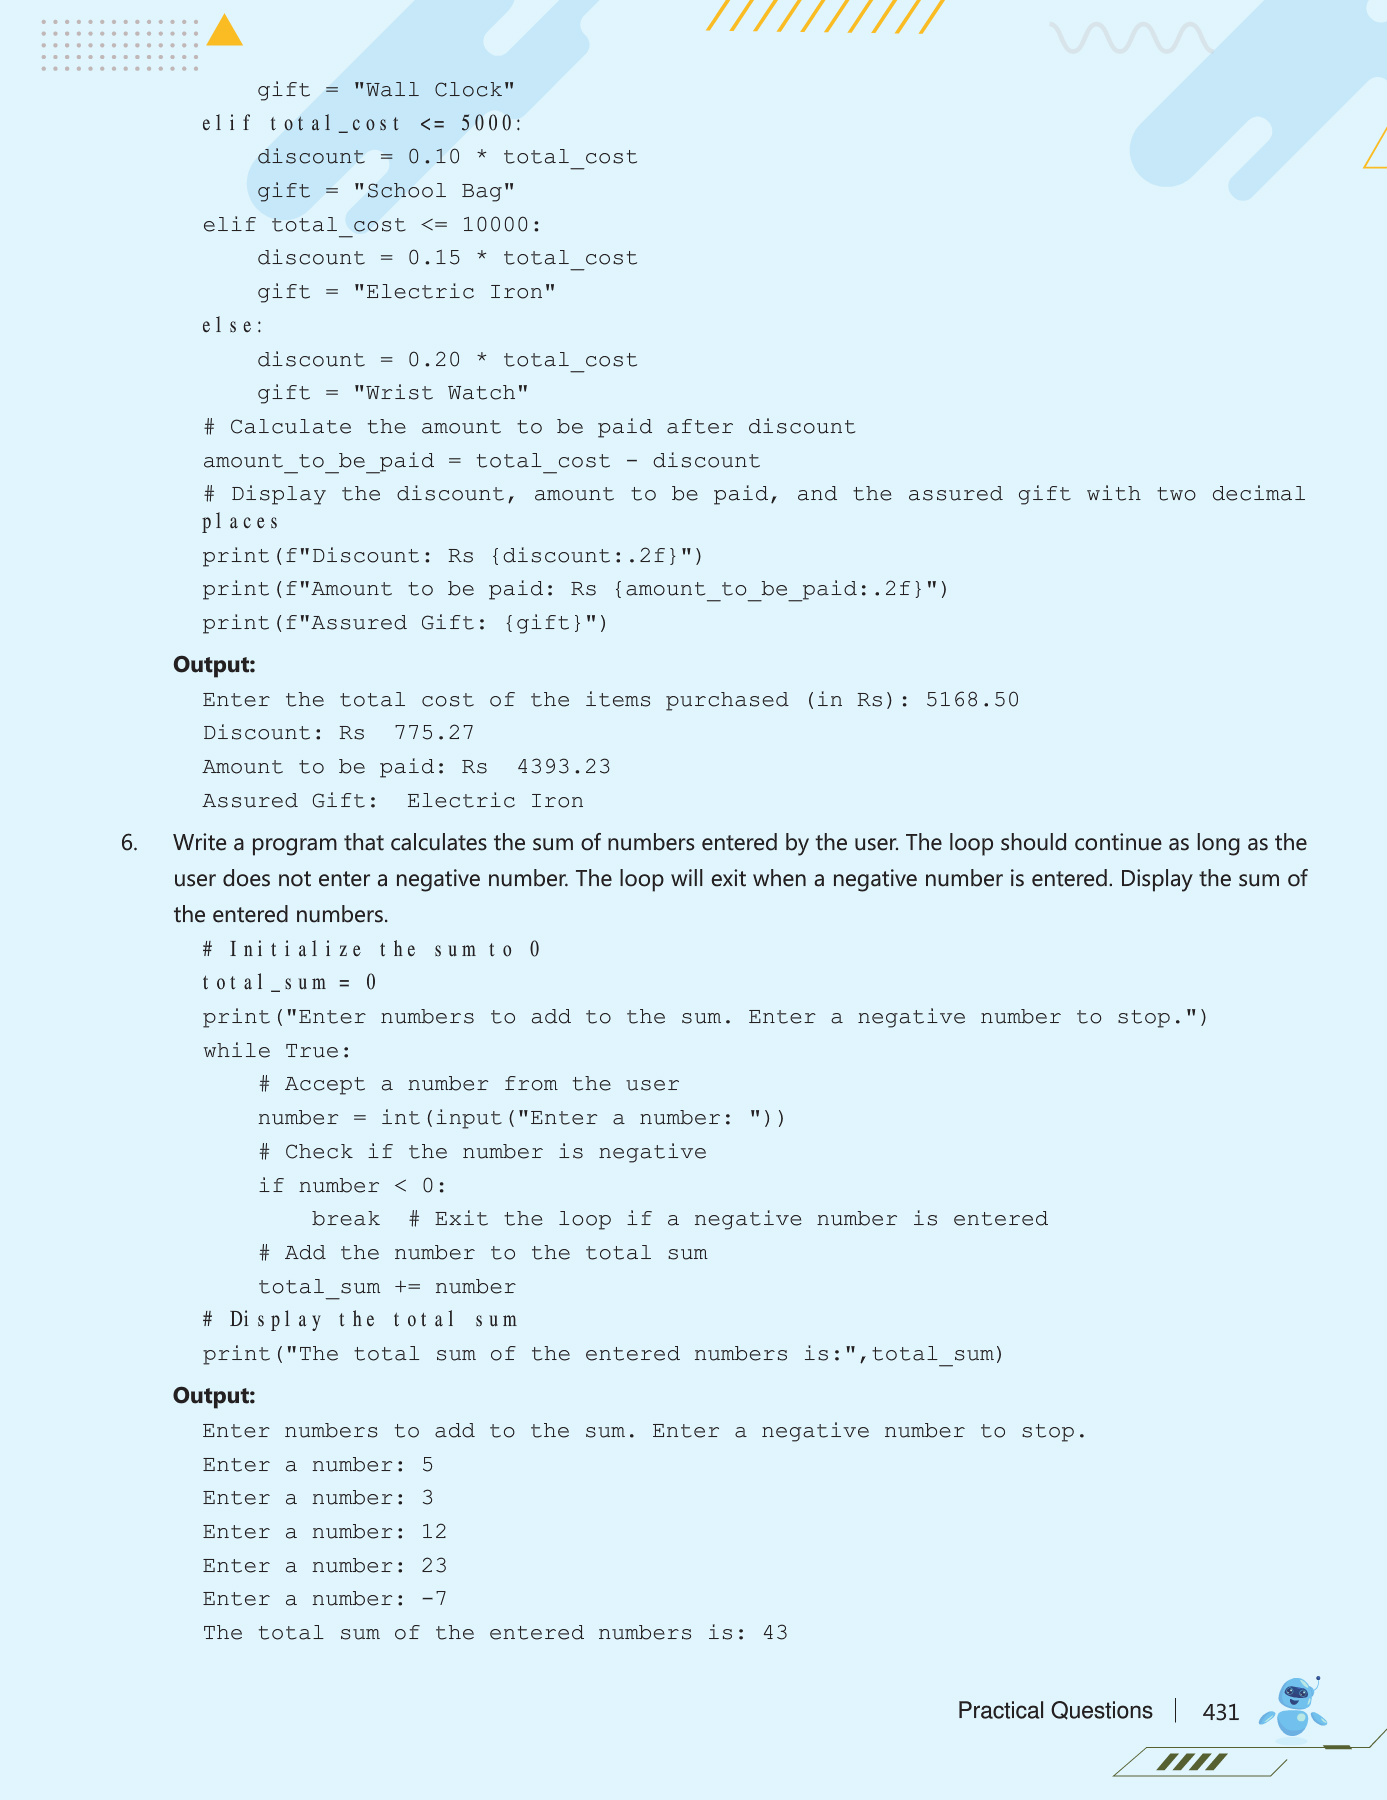 gift = "Wall Clock"
elif total_cost <= 5000:
    discount = 0.10 * total_cost
    gift = "School Bag"
elif total_cost <= 10000:
    discount = 0.15 * total_cost
    gift = "Electric Iron"
else:
    discount = 0.20 * total_cost
    gift = "Wrist Watch"
# Calculate the amount to be paid after discount
amount_to_be_paid = total_cost - discount
# Display the discount, amount to be paid, and the assured gift with two decimal
places
print(f"Discount: Rs {discount:.2f}")
print(f"Amount to be paid: Rs {amount_to_be_paid:.2f}")
print(f"Assured Gift: {gift}")
Output:
Enter the total cost of the items purchased (in Rs): 5168.50
Discount: Rs  775.27
Amount to be paid: Rs  4393.23
Assured Gift:  Electric Iron
6. Write a program that calculates the sum of numbers entered by the user. The loop should continue as long as the
user does not enter a negative number. The loop will exit when a negative number is entered. Display the sum of
the entered numbers.
# Initialize the sum to 0
total_sum = 0
print("Enter numbers to add to the sum. Enter a negative number to stop.")
while True:
    # Accept a number from the user
    number = int(input("Enter a number: "))
    # Check if the number is negative
    if number < 0:
        break  # Exit the loop if a negative number is entered
    # Add the number to the total sum
    total_sum += number
# Display the total sum
print("The total sum of the entered numbers is:",total_sum)
Output:
Enter numbers to add to the sum. Enter a negative number to stop.
Enter a number: 5
Enter a number: 3
Enter a number: 12
Enter a number: 23
Enter a number: -7
The total sum of the entered numbers is: 43
Practical Questions 431